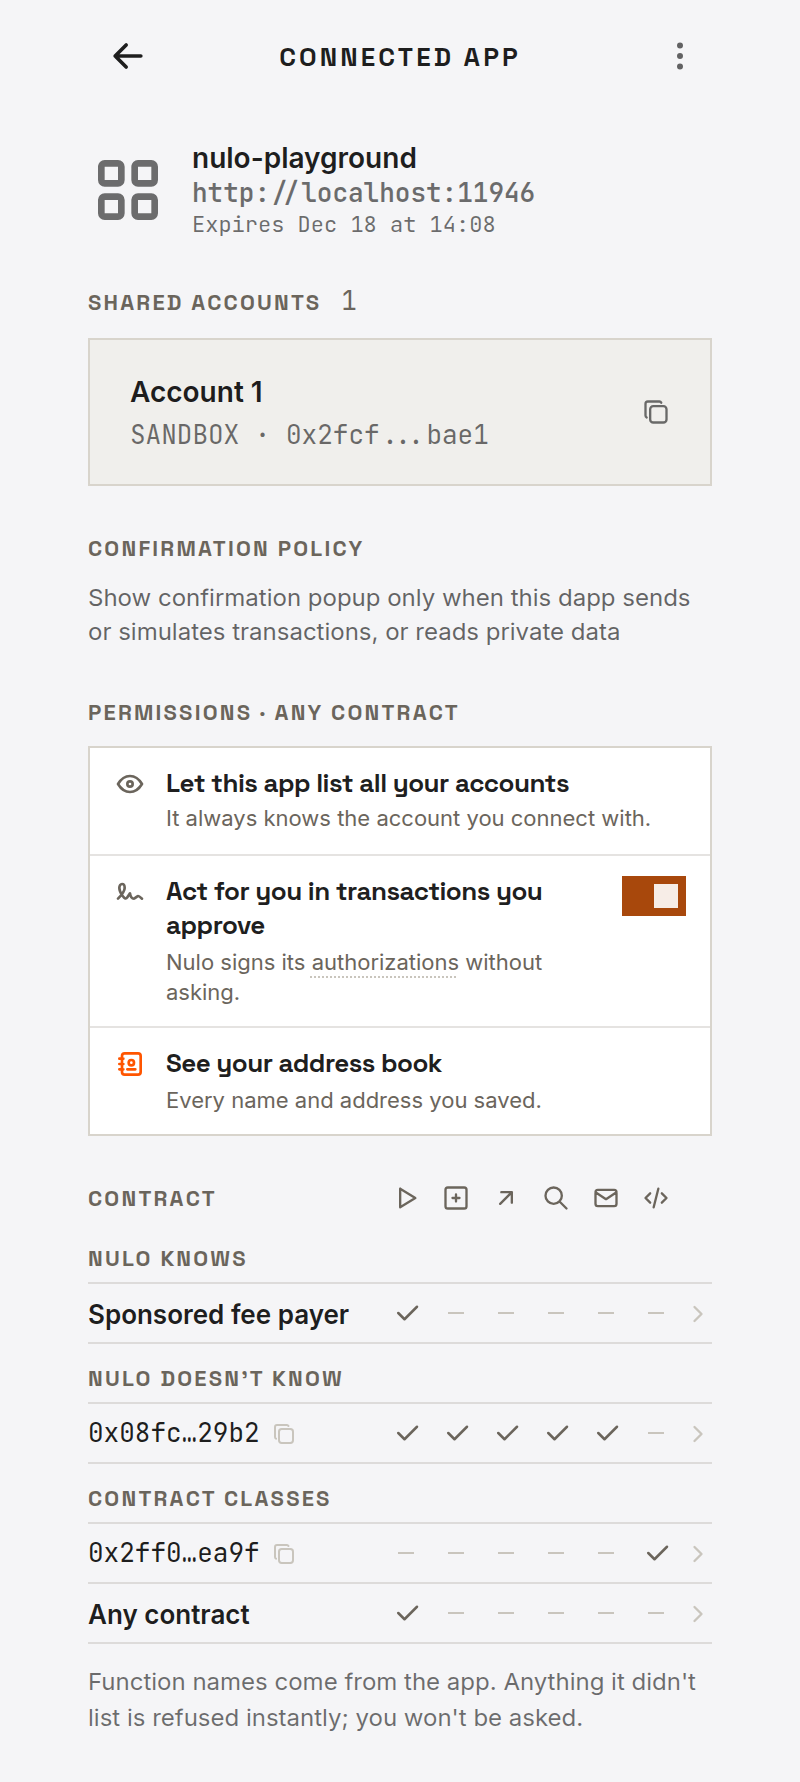 CONNECTED APP
nulo-playground
http://localhost:11946
Expires Dec 18 at 14:08
SHARED ACCOUNTS 1
Account 1
SANDBOX · 0x2fcf...bae1
CONFIRMATION POLICY
Show confirmation popup only when this dapp sends
or simulates transactions, or reads private data
PERMISSIONS · ANY CONTRACT
Let this app list all your accounts
It always knows the account you connect with.
Act for you in transactions you
approve
Nulo signs its authorizations without
asking.
See your address book
Every name and address you saved.
CONTRACT
NULO KNOWS
Sponsored fee payer
NULO DOESN’T KNOW
0x08fc…29b2
CONTRACT CLASSES
0x2ff0…ea9f
Any contract
Function names come from the app. Anything it didn't
list is refused instantly; you won't be asked.